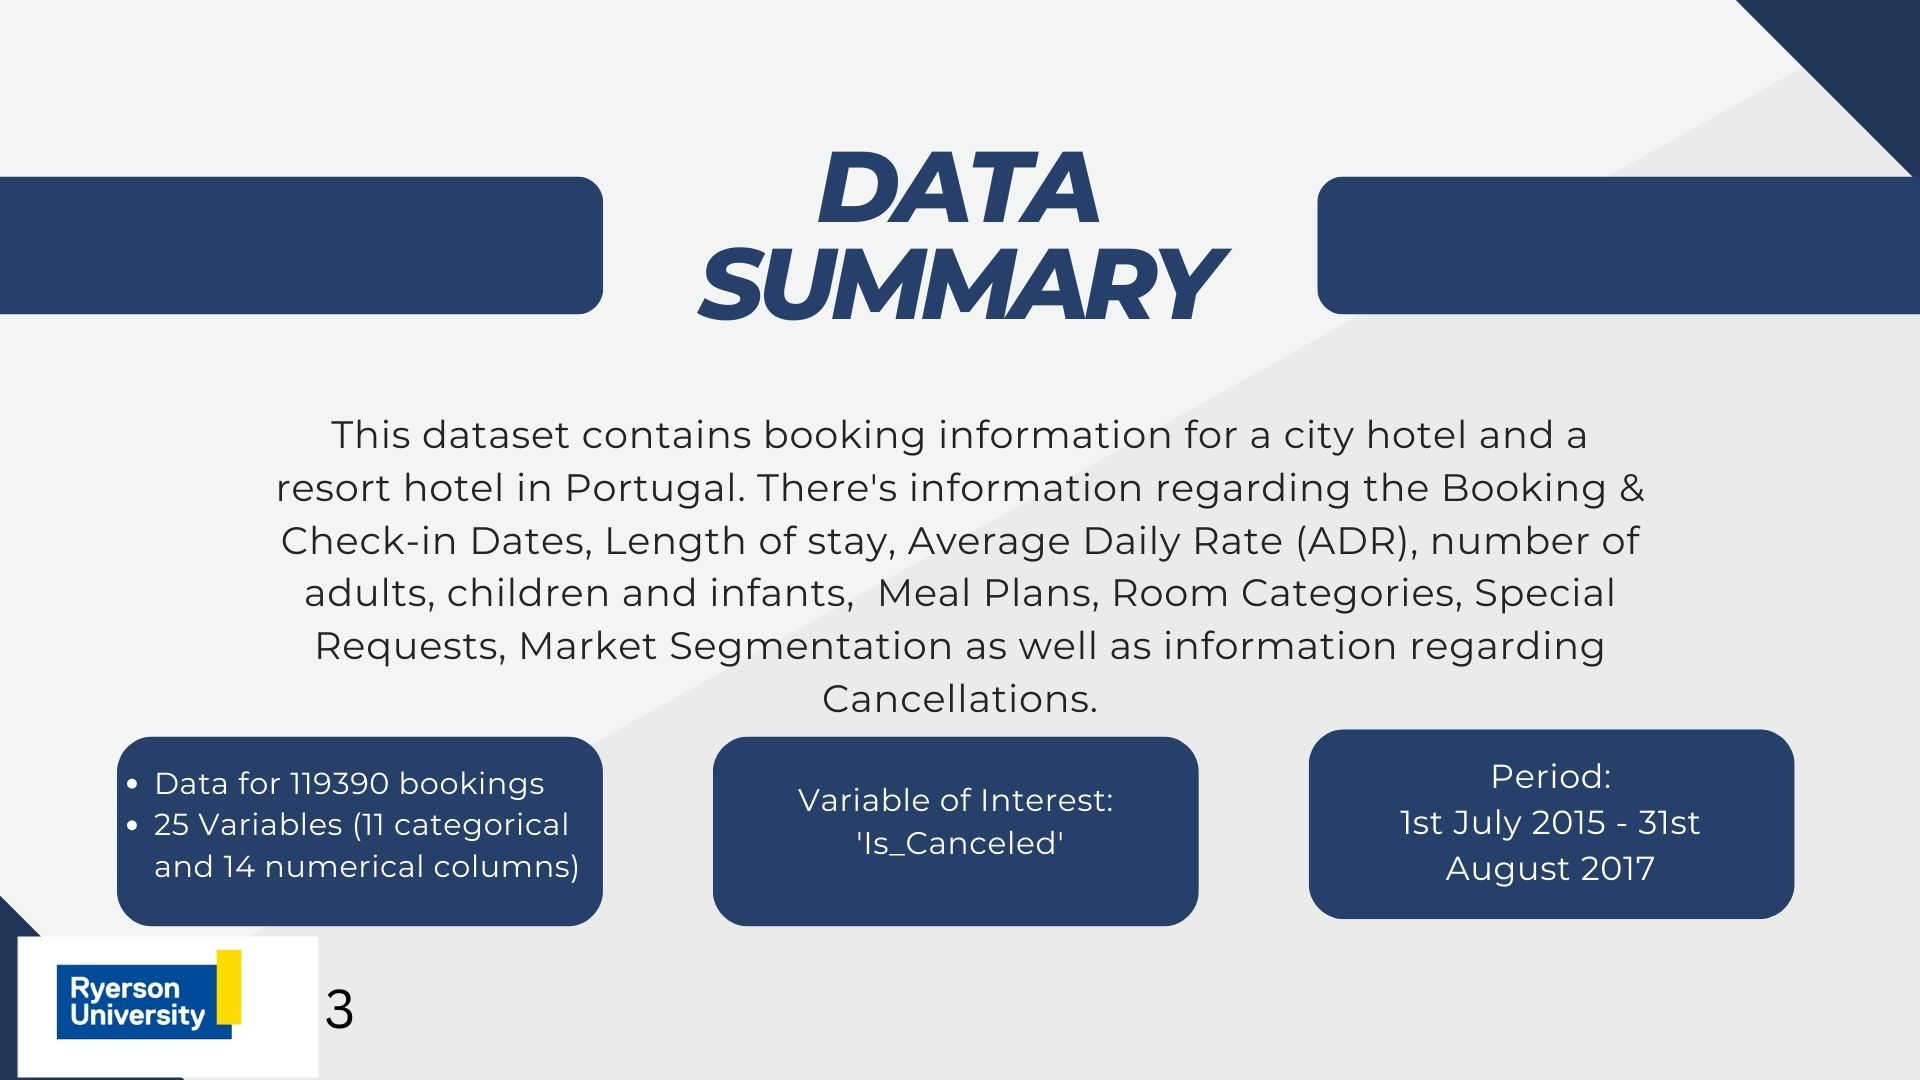 DATA
SUMMARY
This dataset contains booking information for a city hotel and a
resort hotel in Portugal. There's information regarding the Booking &
Check-in Dates, Length of stay, Average Daily Rate (ADR), number of
adults, children and infants,  Meal Plans, Room Categories, Special
Requests, Market Segmentation as well as information regarding
Cancellations.
• Data for 119390 bookings
• 25 Variables (11 categorical
and 14 numerical columns)
Variable of Interest:
'Is_Canceled'
Period:
1st July 2015 - 31st
August 2017
Ryerson
University
3